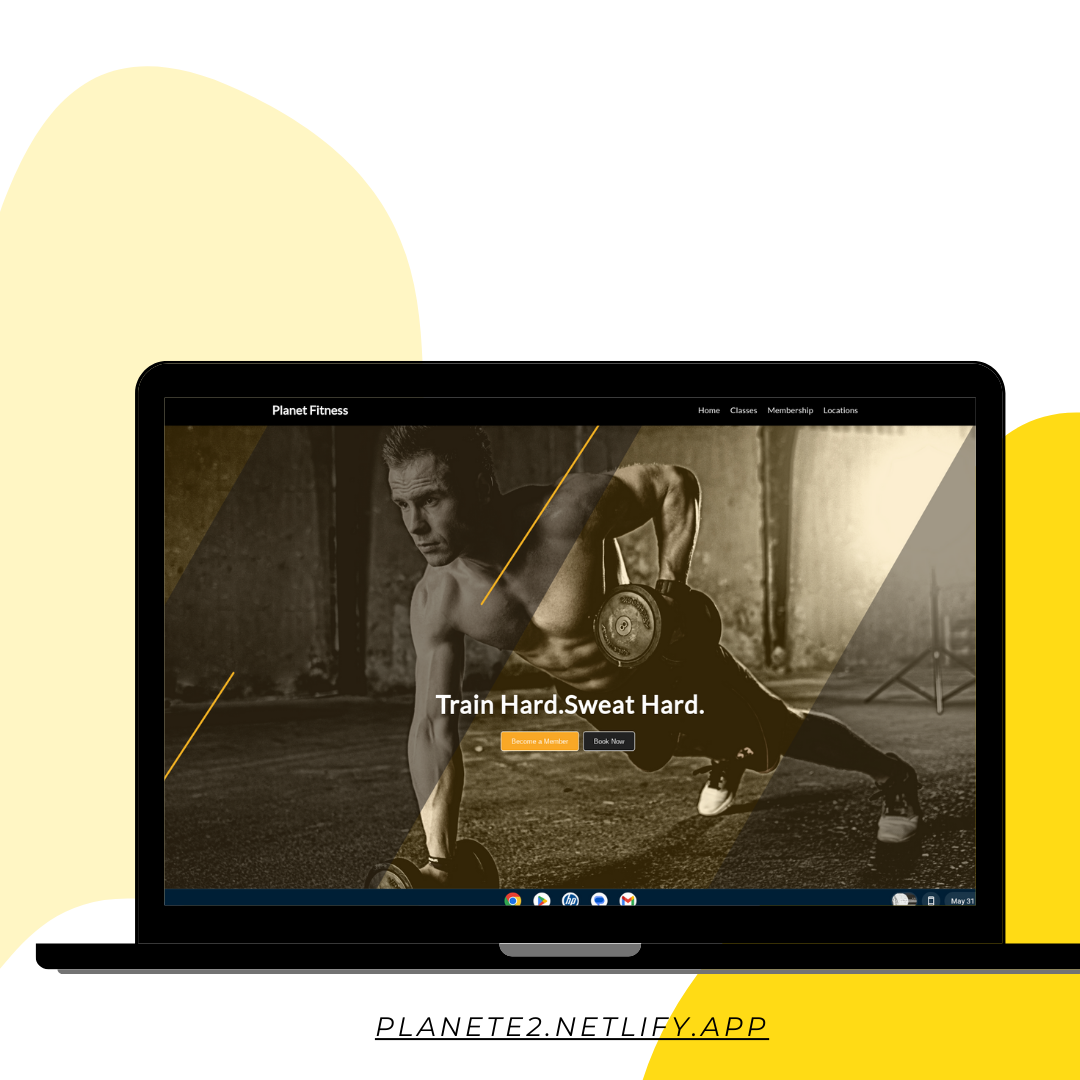 Planet Fitness
Home Classes Membership Locations
Train Hard.Sweat Hard.
Become a Member Book Now
hp
May 31
PLANETE2.NETLIFY.APP